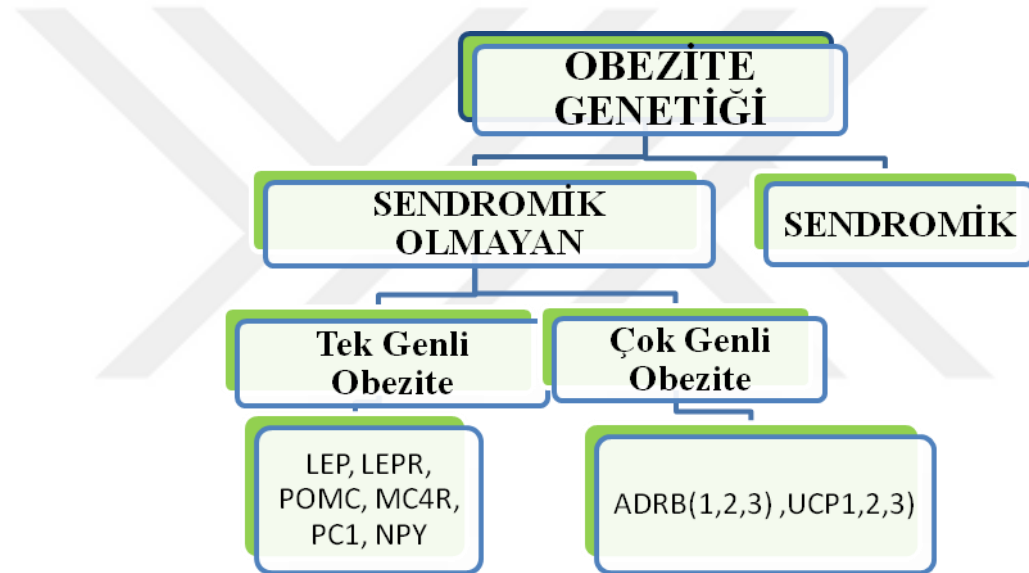 OBEZİTE
GENETİĞİ
SENDROMİK
OLMAYAN
SENDROMİK
Tek Genli
Obezite
Çok Genli
Obezite
LEP, LEPR,
POMC, MC4R,
PC1, NPY
ADRB(1,2,3) ,UCP1,2,3)